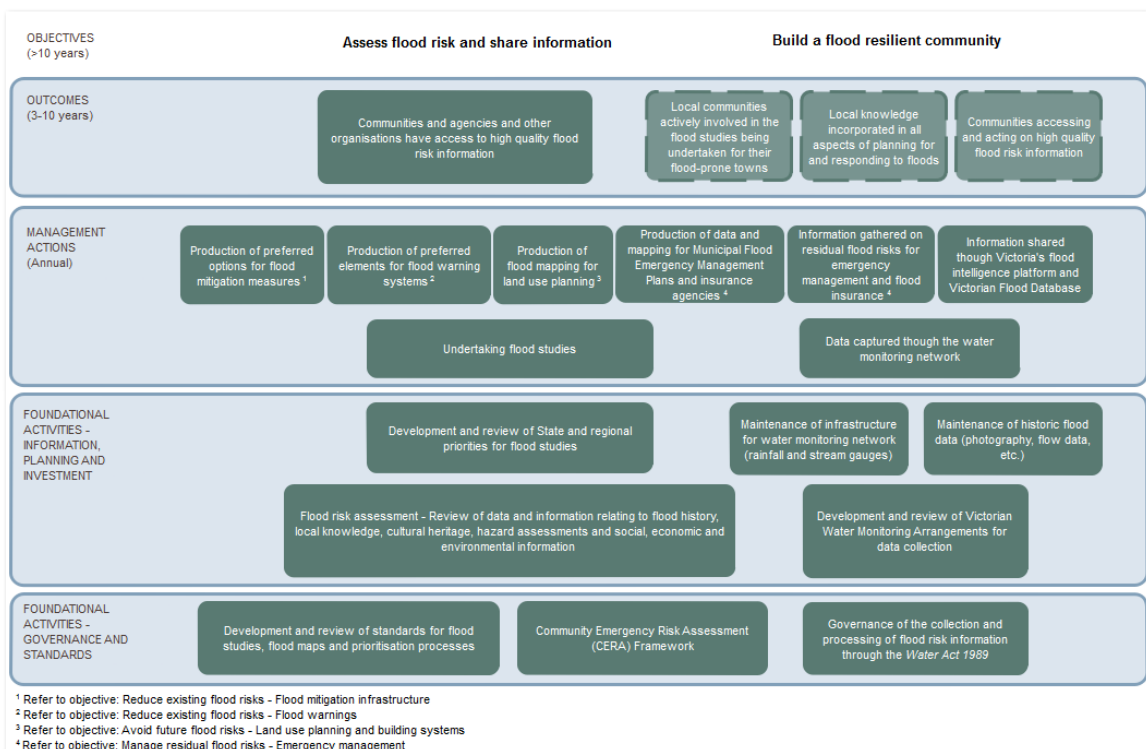 OBJECTIVES
(>10 years)
Assess flood risk and share information
Build a flood resilient community
OUTCOMES
(3-10 years)
Communities and agencies and other
organisations have access to high quality flood
risk information
Local communities
actively involved in the
flood studies being
undertaken for their
flood-prone towns
Local knowledge
incorporated in all
aspects of planning for
and responding to floods
Communities accessing
and acting on high quality
flood risk information
MANAGEMENT
ACTIONS
(Annual)
Production of preferred
options for flood
mitigation measures ¹
Production of preferred
elements for flood warning
systems ²
Production of
flood mapping for
land use planning ³
Production of data and
mapping for Municipal Flood
Emergency Management
Plans and insurance
agencies ⁴
Information gathered on
residual flood risks for
emergency
management and flood
insurance ⁴
Information shared
though Victoria's flood
intelligence platform and
Victorian Flood Database
Undertaking flood studies
Data captured though the water
monitoring network
FOUNDATIONAL
ACTIVITIES -
INFORMATION,
PLANNING AND
INVESTMENT
Development and review of State and regional
priorities for flood studies
Maintenance of infrastructure
for water monitoring network
(rainfall and stream gauges)
Maintenance of historic flood
data (photography, flow data,
etc.)
Flood risk assessment - Review of data and information relating to flood history,
local knowledge, cultural heritage, hazard assessments and social, economic and
environmental information
Development and review of Victorian
Water Monitoring Arrangements for
data collection
FOUNDATIONAL
ACTIVITIES -
GOVERNANCE AND
STANDARDS
Development and review of standards for flood
studies, flood maps and prioritisation processes
Community Emergency Risk Assessment
(CERA) Framework
Governance of the collection and
processing of flood risk information
through the Water Act 1989
¹ Refer to objective: Reduce existing flood risks - Flood mitigation infrastructure
² Refer to objective: Reduce existing flood risks - Flood warnings
³ Refer to objective: Avoid future flood risks - Land use planning and building systems
⁴ Refer to objective: Manage residual flood risks - Emergency management